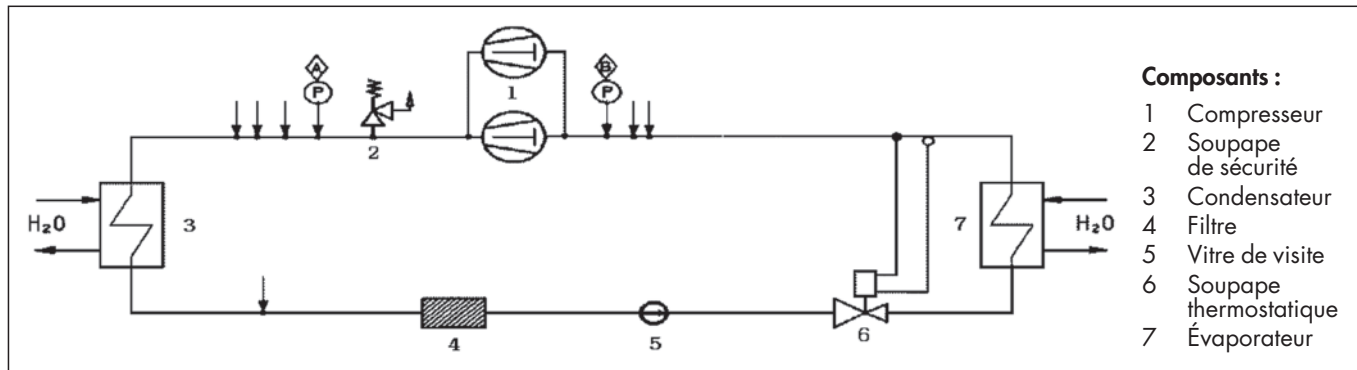 A
P
1
B
P
2
H₂O
3
7
H₂O
4
5
6
Composants :
1 Compresseur
2 Soupape
de sécurité
3 Condensateur
4 Filtre
5 Vitre de visite
6 Soupape
thermostatique
7 Évaporateur